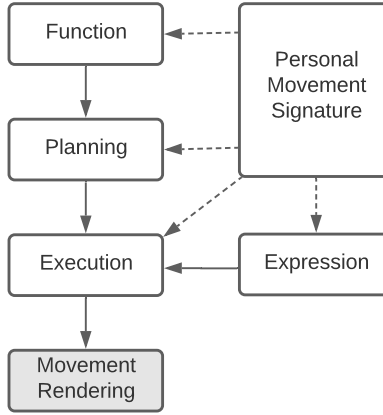 Function
Personal
Movement
Signature
Planning
Execution
Expression
Movement
Rendering